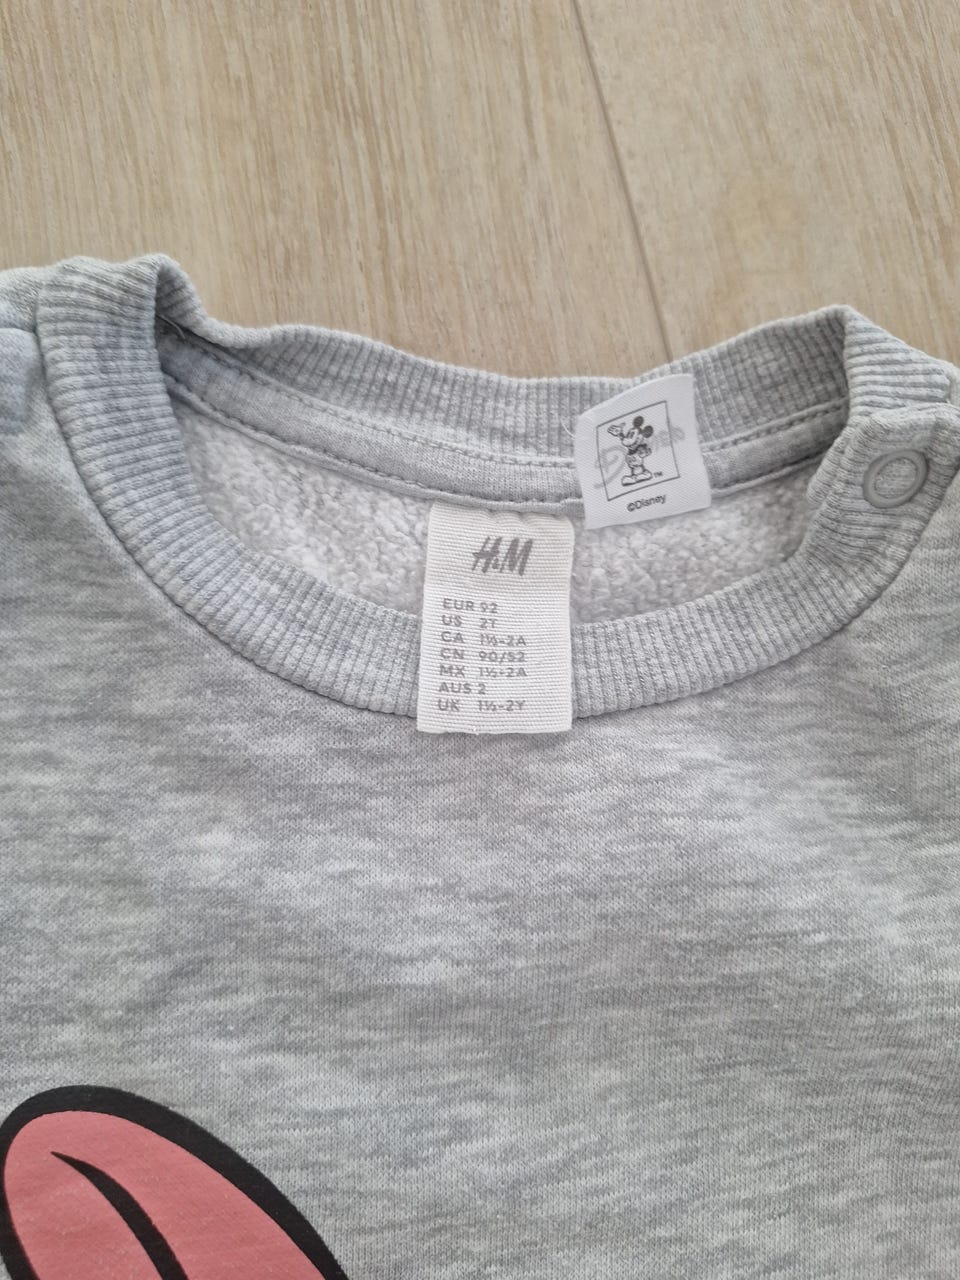 ™
©Disney
H&M
EUR 92
US 2T
CA 1½-2A
CN 90/52
MX 1½-2A
AUS 2
UK 1½-2Y